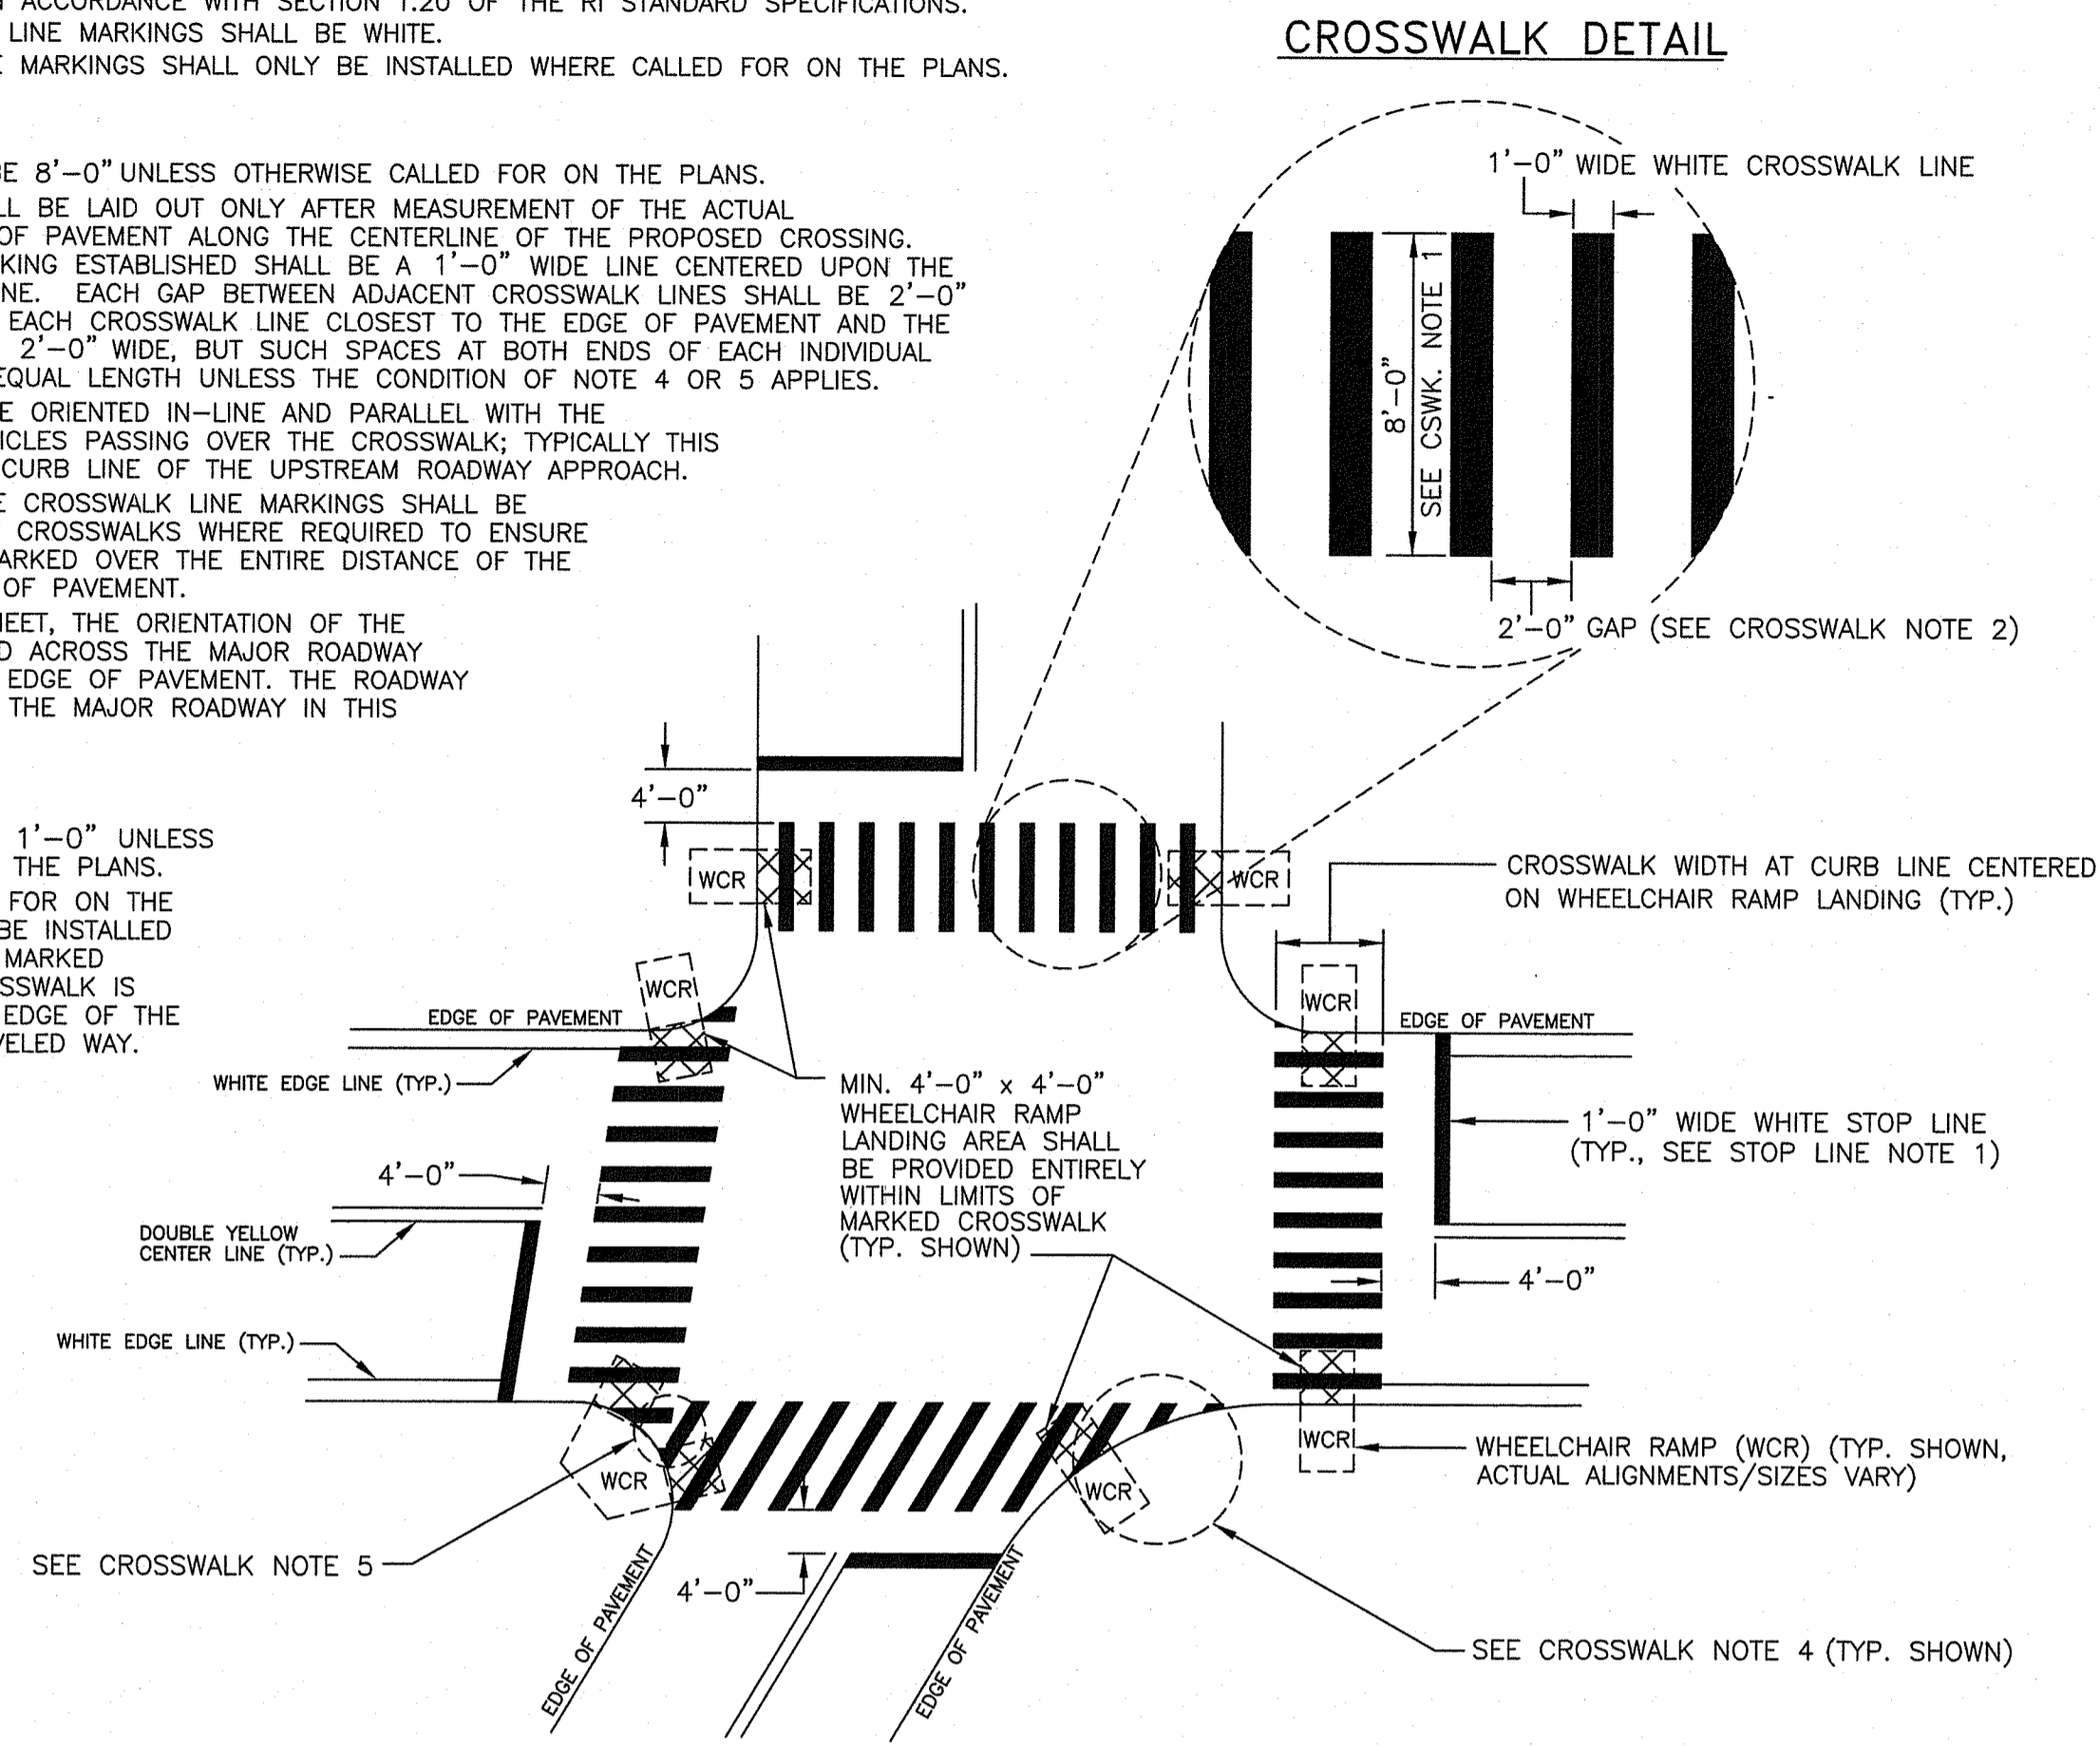 N ACCORDANCE WITH SECTION 1.20 OF THE RI STANDARD SPECIFICATIONS.
LINE MARKINGS SHALL BE WHITE.
E MARKINGS SHALL ONLY BE INSTALLED WHERE CALLED FOR ON THE PLANS.
BE 8'-0" UNLESS OTHERWISE CALLED FOR ON THE PLANS.
LL BE LAID OUT ONLY AFTER MEASUREMENT OF THE ACTUAL
OF PAVEMENT ALONG THE CENTERLINE OF THE PROPOSED CROSSING.
KING ESTABLISHED SHALL BE A 1'-0" WIDE LINE CENTERED UPON THE
NE. EACH GAP BETWEEN ADJACENT CROSSWALK LINES SHALL BE 2'-0"
EACH CROSSWALK LINE CLOSEST TO THE EDGE OF PAVEMENT AND THE
2'-0" WIDE, BUT SUCH SPACES AT BOTH ENDS OF EACH INDIVIDUAL
EQUAL LENGTH UNLESS THE CONDITION OF NOTE 4 OR 5 APPLIES.
E ORIENTED IN-LINE AND PARALLEL WITH THE
ICLES PASSING OVER THE CROSSWALK; TYPICALLY THIS
CURB LINE OF THE UPSTREAM ROADWAY APPROACH.
E CROSSWALK LINE MARKINGS SHALL BE
CROSSWALKS WHERE REQUIRED TO ENSURE
ARKED OVER THE ENTIRE DISTANCE OF THE
OF PAVEMENT.
HEET, THE ORIENTATION OF THE
D ACROSS THE MAJOR ROADWAY
EDGE OF PAVEMENT. THE ROADWAY
THE MAJOR ROADWAY IN THIS
1'-0" UNLESS
THE PLANS.
FOR ON THE
BE INSTALLED
MARKED
OSSWALK IS
EDGE OF THE
VELED WAY.
CROSSWALK DETAIL
1'-0" WIDE WHITE CROSSWALK LINE
8'-0"
SEE CSWK. NOTE 1
2'-0" GAP (SEE CROSSWALK NOTE 2)
4'-0"
WCR
WCR
CROSSWALK WIDTH AT CURB LINE CENTERED
ON WHEELCHAIR RAMP LANDING (TYP.)
WCR
WCR
EDGE OF PAVEMENT
EDGE OF PAVEMENT
WHITE EDGE LINE (TYP.)
MIN. 4'-0" x 4'-0"
WHEELCHAIR RAMP
LANDING AREA SHALL
BE PROVIDED ENTIRELY
WITHIN LIMITS OF
MARKED CROSSWALK
(TYP. SHOWN)
1'-0" WIDE WHITE STOP LINE
(TYP., SEE STOP LINE NOTE 1)
4'-0"
DOUBLE YELLOW
CENTER LINE (TYP.)
4'-0"
WHITE EDGE LINE (TYP.)
WCR
WCR
WCR
WHEELCHAIR RAMP (WCR) (TYP. SHOWN,
ACTUAL ALIGNMENTS/SIZES VARY)
SEE CROSSWALK NOTE 5
4'-0"
EDGE OF PAVEMENT
EDGE OF PAVEMENT
SEE CROSSWALK NOTE 4 (TYP. SHOWN)